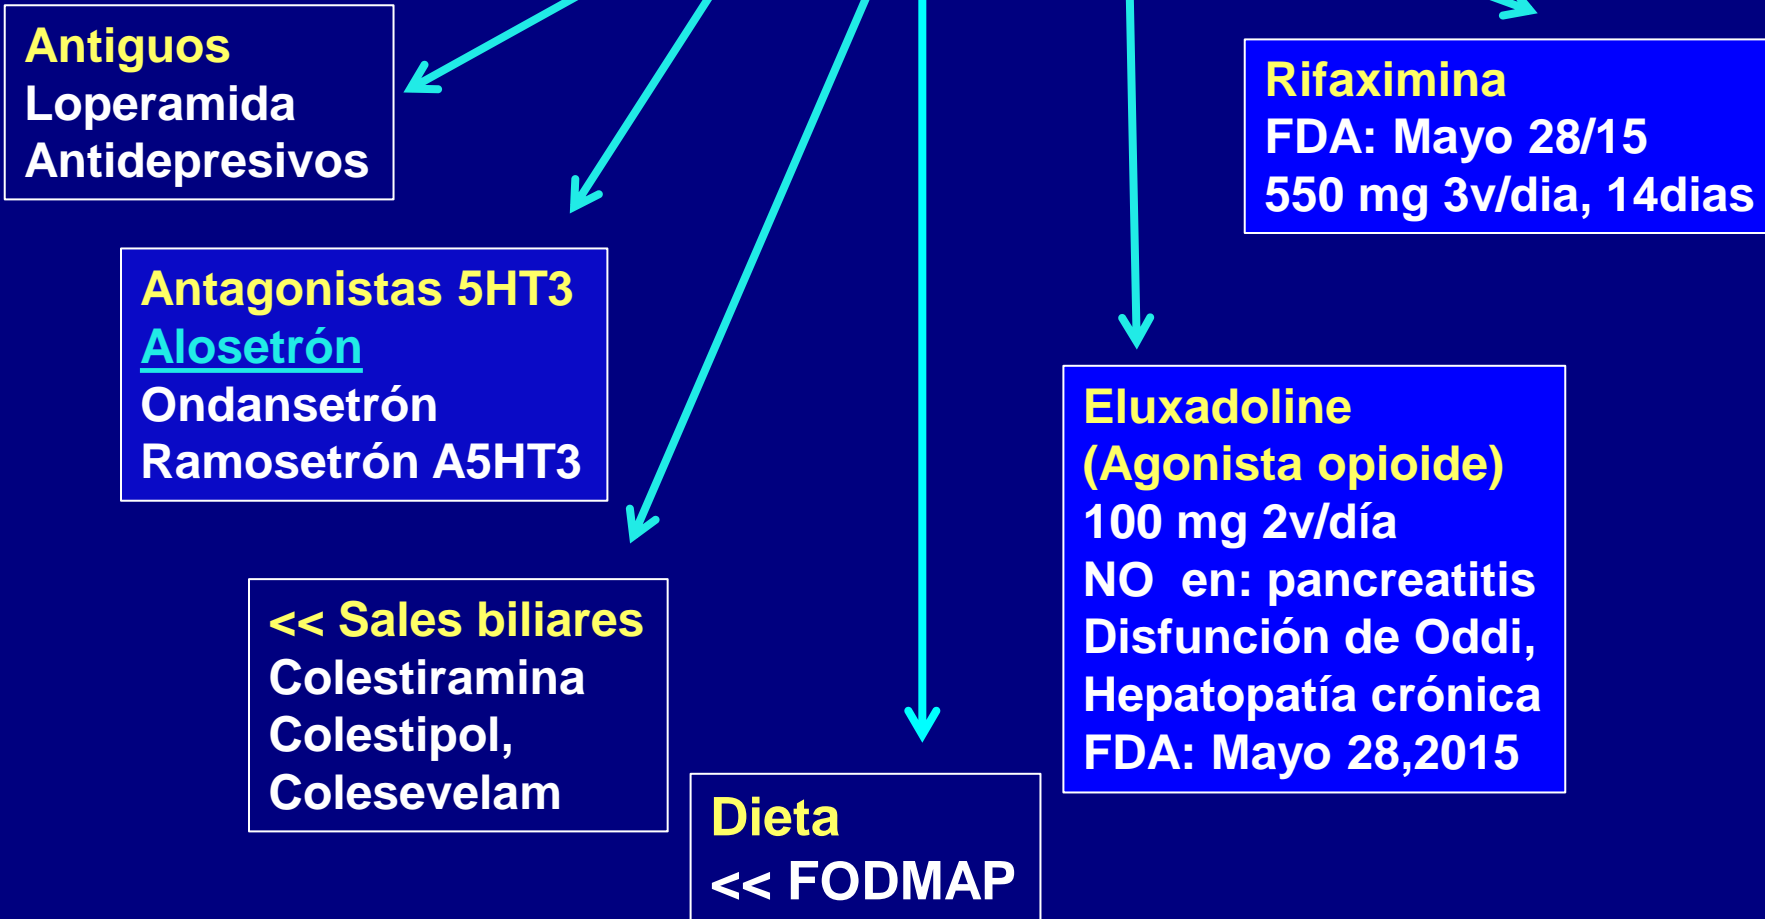 Antiguos
Loperamida
Antidepresivos
Rifaximina
FDA: Mayo 28/15
550 mg 3v/dia, 14dias
Antagonistas 5HT3
Alosetrón
Ondansetrón
Ramosetrón A5HT3
Eluxadoline
(Agonista opioide)
100 mg 2v/día
NO  en: pancreatitis
Disfunción de Oddi,
Hepatopatía crónica
FDA: Mayo 28,2015
<< Sales biliares
Colestiramina
Colestipol,
Colesevelam
Dieta
<< FODMAP